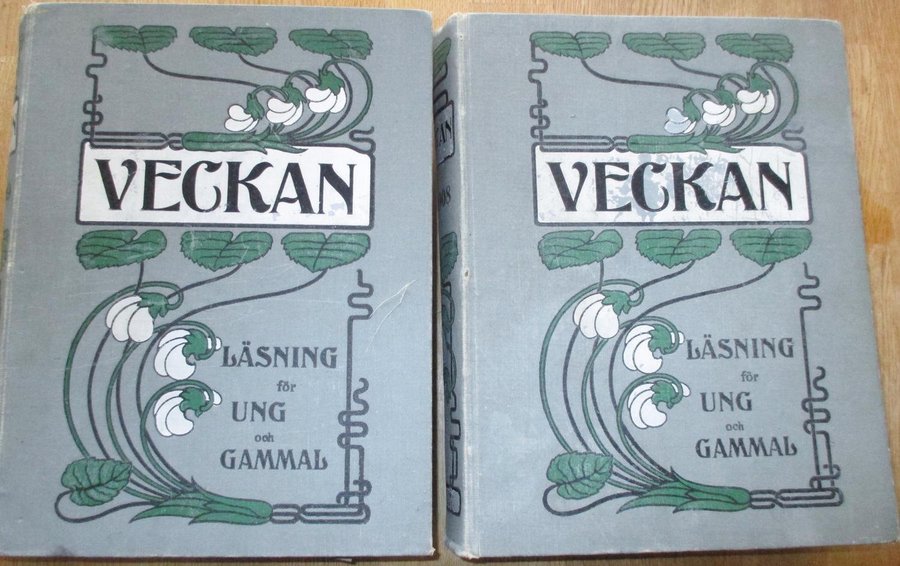 VECKAN
LÄSNING
för
UNG
och
GAMMAL
VECKAN
LÄSNING
för
UNG
och
GAMMAL